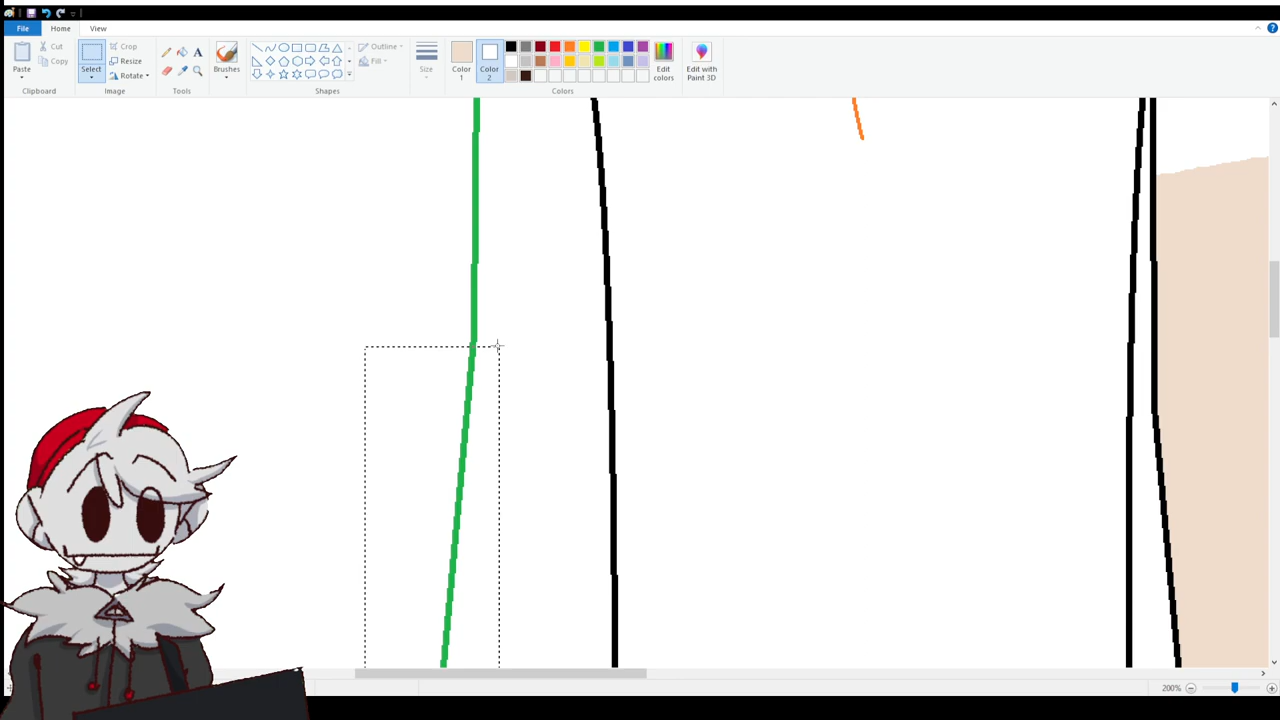 File Home View
Paste Cut Copy Clipboard
Select Crop Resize Rotate Image
A Tools
Brushes
Outline Fill Shapes
Size
Color 1 Color 2 Edit colors Colors
Edit with Paint 3D
200%